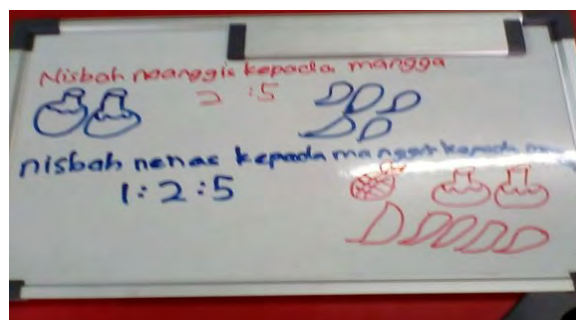 Nisbah manggis kepada mangga
2 : 5
nisbah nenas kepada manggis kepada
1 : 2 : 5